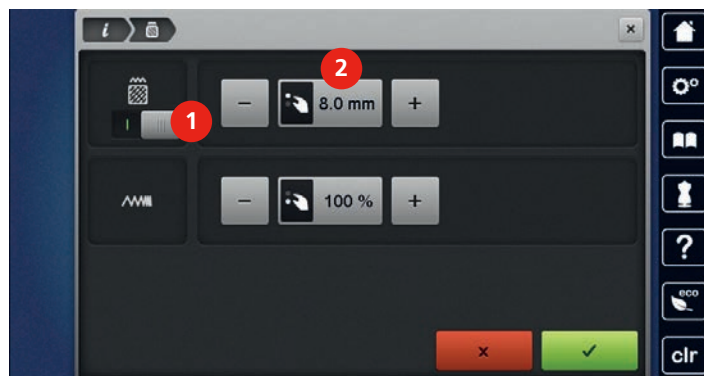 i
×
2
− 8.0 mm +
1
− 100 % +
?
eco
× ✓
clr